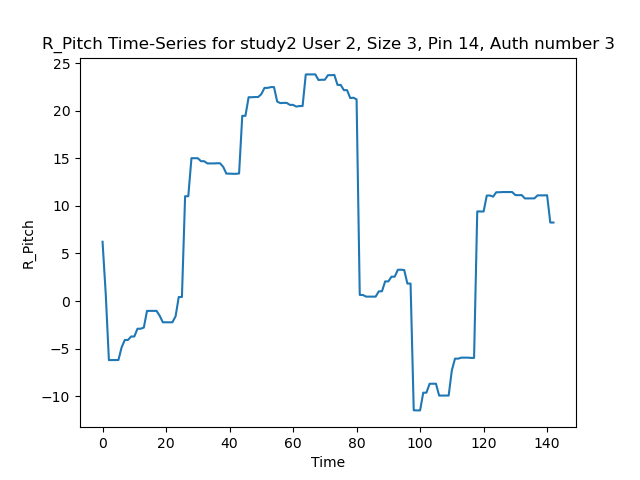 R_Pitch Time-Series for study2 User 2, Size 3, Pin 14, Auth number 3
25
20
15
10
5
0
−5
−10
R_Pitch
0 20 40 60 80 100 120 140
Time